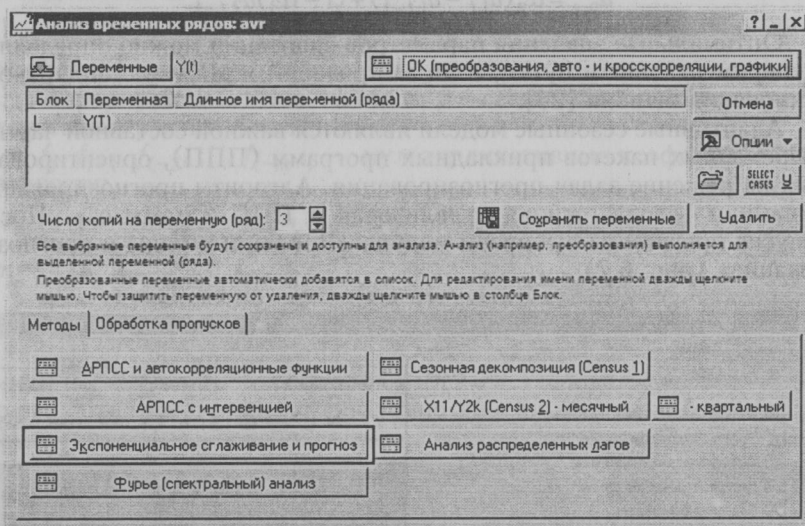 Анализ временных рядов: avr
Переменные Y(t)
OK (преобразования, авто - и кросскорреляции, графики)
Блок Переменная Длинное имя переменной (ряда)
L Y(T)
Отмена
Опции
SELECT CASES
Число копий на переменную (ряд): 3
Сохранить переменные
Удалить
Все выбранные переменные будут сохранены и доступны для анализа. Анализ (например, преобразования) выполняется для
выделенной переменной (ряда).
Преобразованные переменные автоматически добавятся в список. Для редактирования имени переменной дважды щелкните
мышью. Чтобы защитить переменную от удаления, дважды щелкните мышью в столбце Блок.
Методы Обработка пропусков
АРПСС и автокорреляционные функции
Сезонная декомпозиция (Census 1)
АРПСС с интервенцией
X11/Y2k (Census 2) - месячный
- квартальный
Экспоненциальное сглаживание и прогноз
Анализ распределенных лагов
Фурье (спектральный) анализ